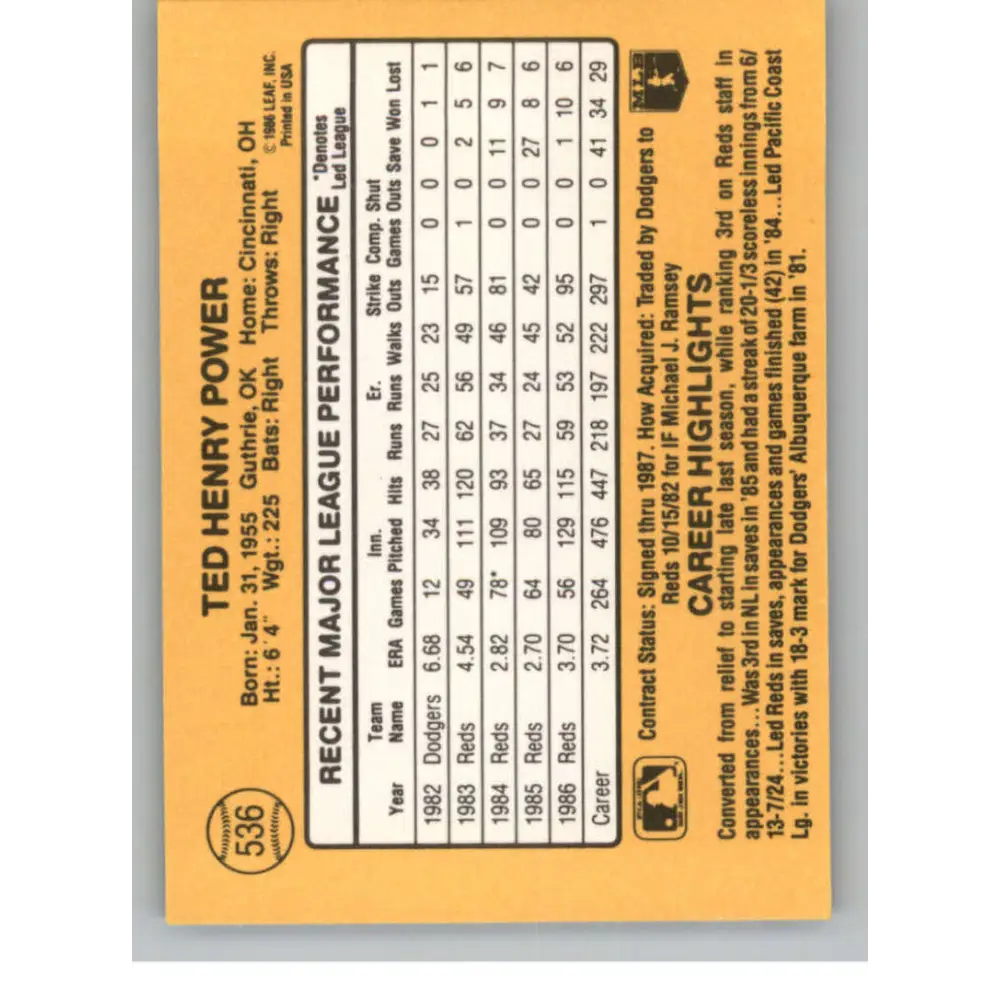 536
TED HENRY POWER
Born: Jan. 31, 1955 Guthrie, OK Home: Cincinnati, OH
Ht.: 6'4" Wgt.: 225 Bats: Right Throws: Right
© 1986 LEAF, INC.
Printed in USA
RECENT MAJOR LEAGUE PERFORMANCE *Denotes Led League
Year Team Name ERA Games Inn. Pitched Hits Runs Er. Runs Walks Strike Outs Comp. Games Shut Outs Save Won Lost
1982 Dodgers 6.68 12 34 38 27 25 23 15 0 0 0 1 1
1983 Reds 4.54 49 111 120 62 56 49 57 1 0 2 5 6
1984 Reds 2.82 78* 109 93 37 34 46 81 0 0 11 9 7
1985 Reds 2.70 64 80 65 27 24 45 42 0 0 27 8 6
1986 Reds 3.70 56 129 115 59 53 52 95 0 0 1 10 6
Career 3.72 264 476 447 218 197 222 297 1 0 41 34 29
Contract Status: Signed thru 1987. How Acquired: Traded by Dodgers to
Reds 10/15/82 for IF Michael J. Ramsey
MLB
CAREER HIGHLIGHTS
Converted from relief to starting late last season, while ranking 3rd on Reds staff in
appearances...Was 3rd in NL in saves in '85 and had a streak of 20-1/3 scoreless innings from 6/
13-7/24...Led Reds in saves, appearances and games finished (42) in '84...Led Pacific Coast
Lg. in victories with 18-3 mark for Dodgers' Albuquerque farm in '81.